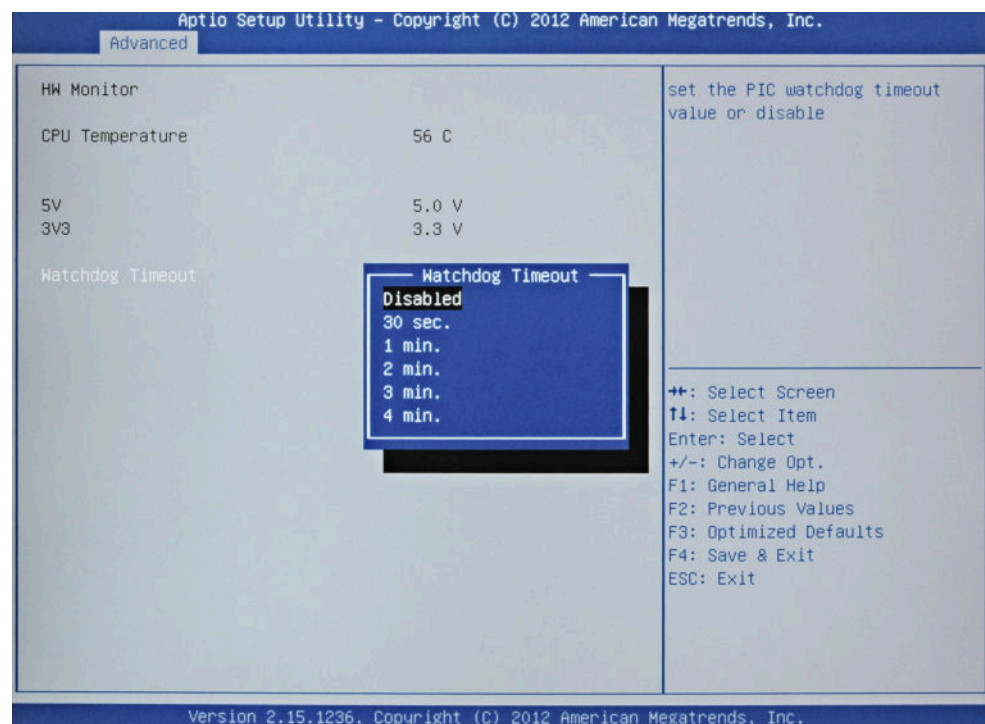 Aptio Setup Utility – Copyright (C) 2012 American Megatrends, Inc.
Advanced
HW Monitor
CPU Temperature 56 C
5V 5.0 V
3V3 3.3 V
Watchdog Timeout
Watchdog Timeout
Disabled
30 sec.
1 min.
2 min.
3 min.
4 min.
set the PIC watchdog timeout
value or disable
→←: Select Screen
↑↓: Select Item
Enter: Select
+/-: Change Opt.
F1: General Help
F2: Previous Values
F3: Optimized Defaults
F4: Save & Exit
ESC: Exit
Version 2.15.1236. Copyright (C) 2012 American Megatrends, Inc.